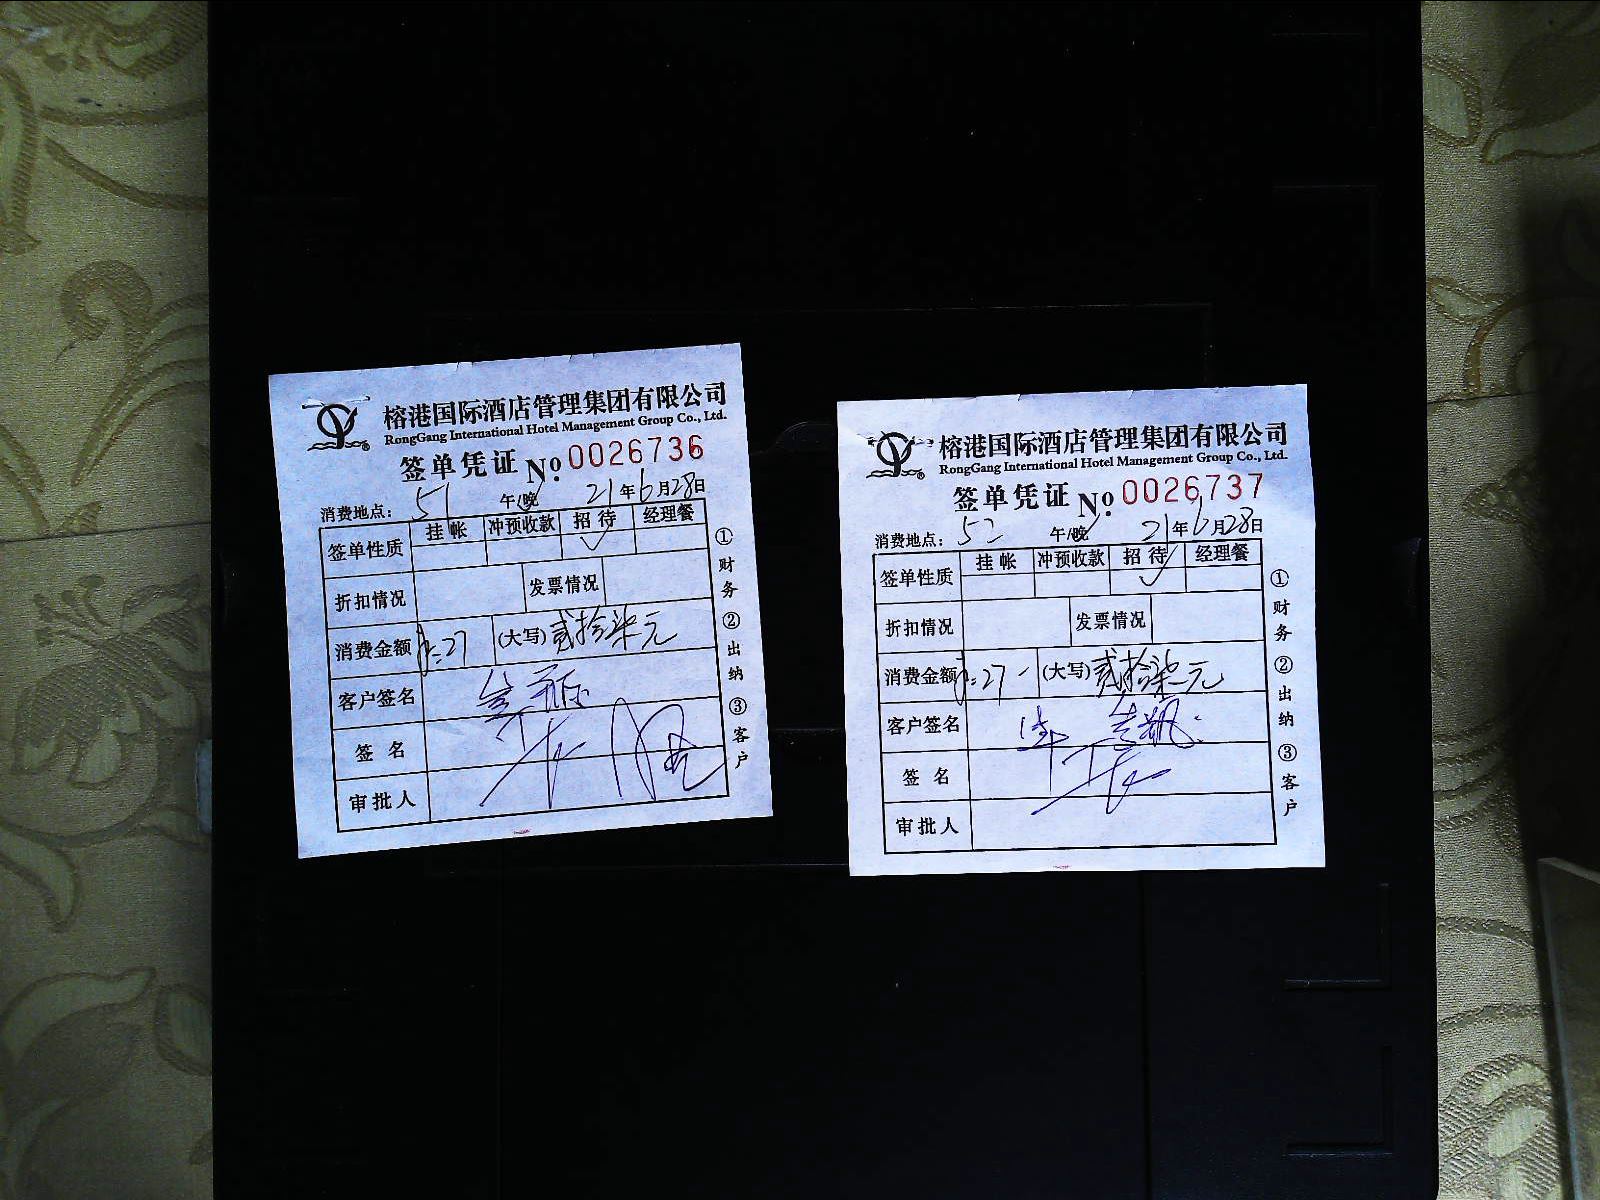 榕港国际酒店管理集团有限公司
RongGang International Hotel Management Group Co., Ltd.
签单凭证 No. 0026736
消费地点: 51 午/晚 21年6月28日
签单性质 挂帐 冲预收款 招待 经理餐
✓
折扣情况 发票情况
消费金额 27 (大写) 贰拾柒元
客户签名
签名
审批人
①财务 ②出纳 ③客户
榕港国际酒店管理集团有限公司
RongGang International Hotel Management Group Co., Ltd.
签单凭证 No. 0026737
消费地点: 52 午/晚 21年6月28日
签单性质 挂帐 冲预收款 招待 经理餐
✓
折扣情况 发票情况
消费金额 27 (大写) 贰拾柒元
客户签名
签名
审批人
①财务 ②出纳 ③客户